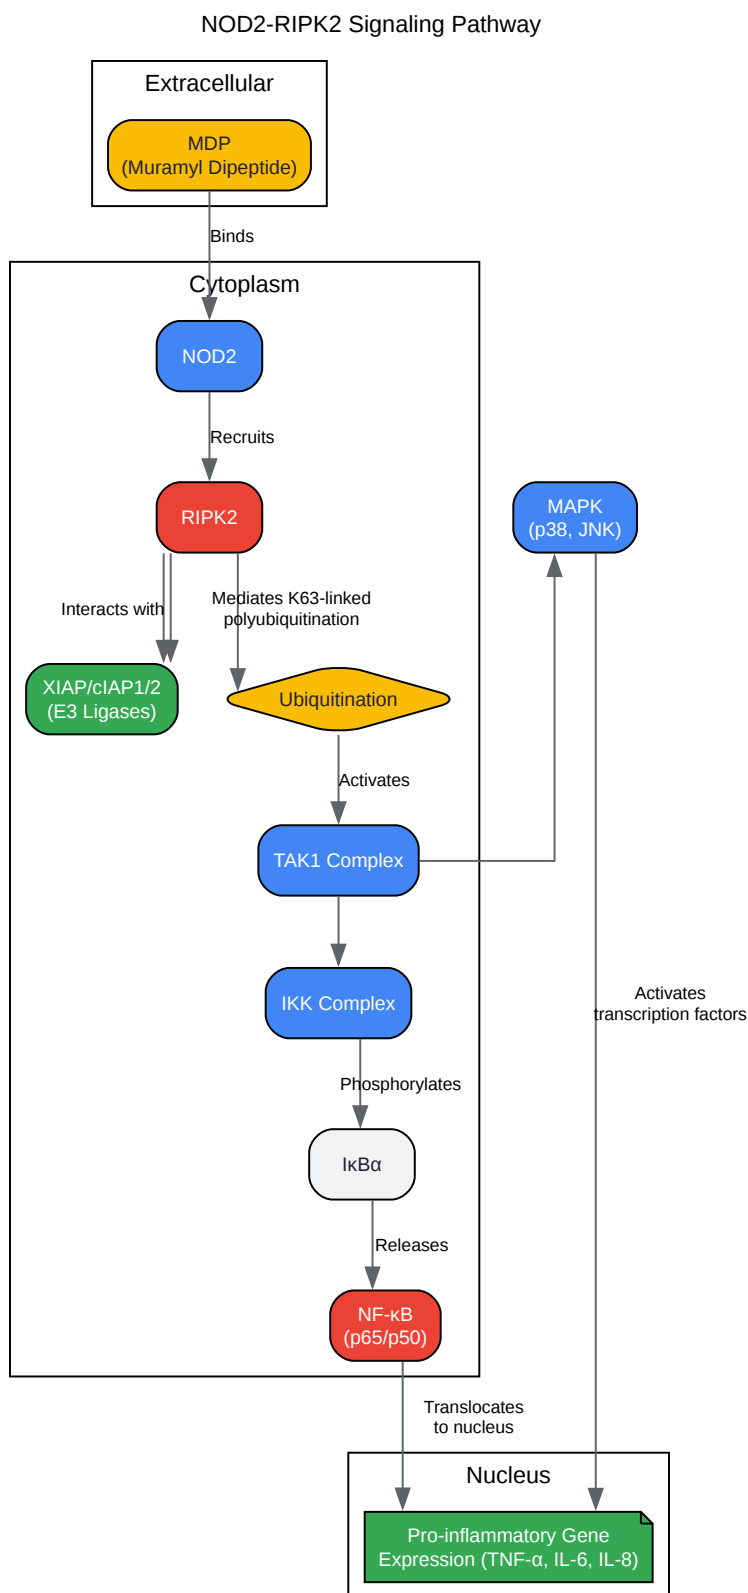 NOD2-RIPK2 Signaling Pathway
Extracellular
MDP
(Muramyl Dipeptide)
Binds
Cytoplasm
NOD2
Recruits
RIPK2
MAPK
(p38, JNK)
Interacts with
Mediates K63-linked
polyubiquitination
XIAP/cIAP1/2
(E3 Ligases)
Ubiquitination
Activates
TAK1 Complex
IKK Complex
Activates
transcription factors
Phosphorylates
IκBα
Releases
NF-κB
(p65/p50)
Translocates
to nucleus
Nucleus
Pro-inflammatory Gene
Expression (TNF-α, IL-6, IL-8)